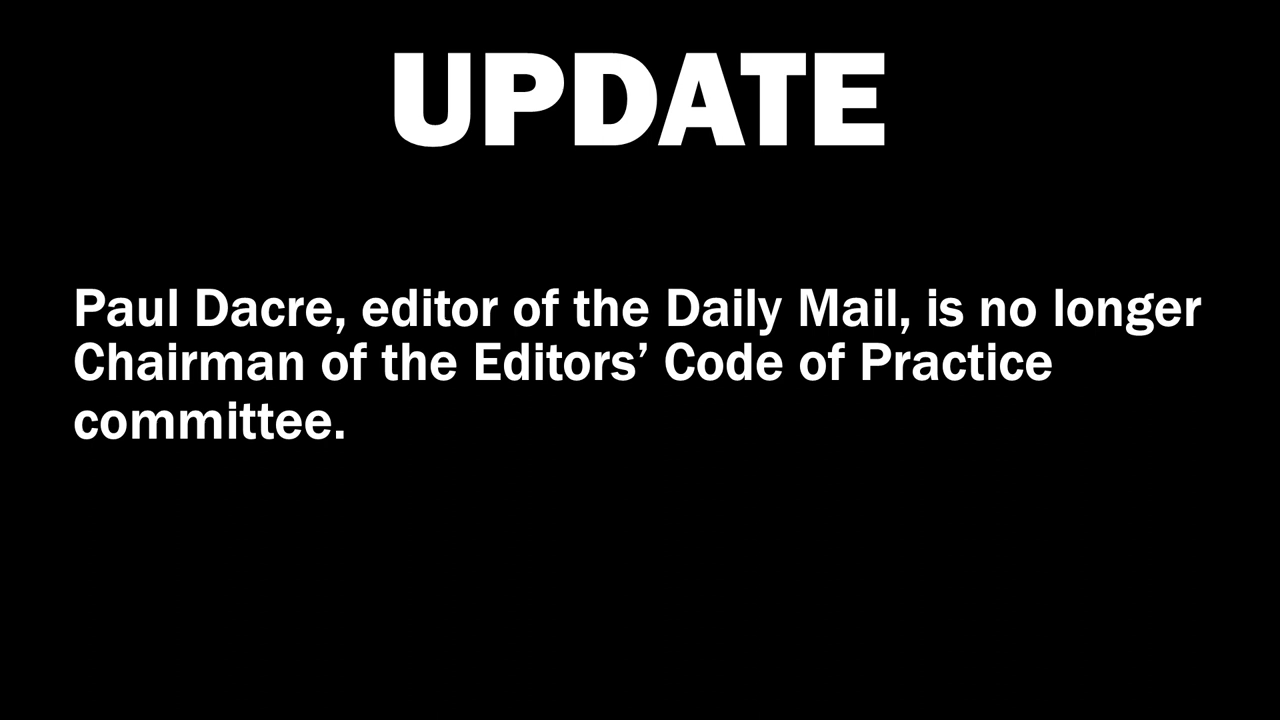 UPDATE
Paul Dacre, editor of the Daily Mail, is no longer
Chairman of the Editors’ Code of Practice
committee.